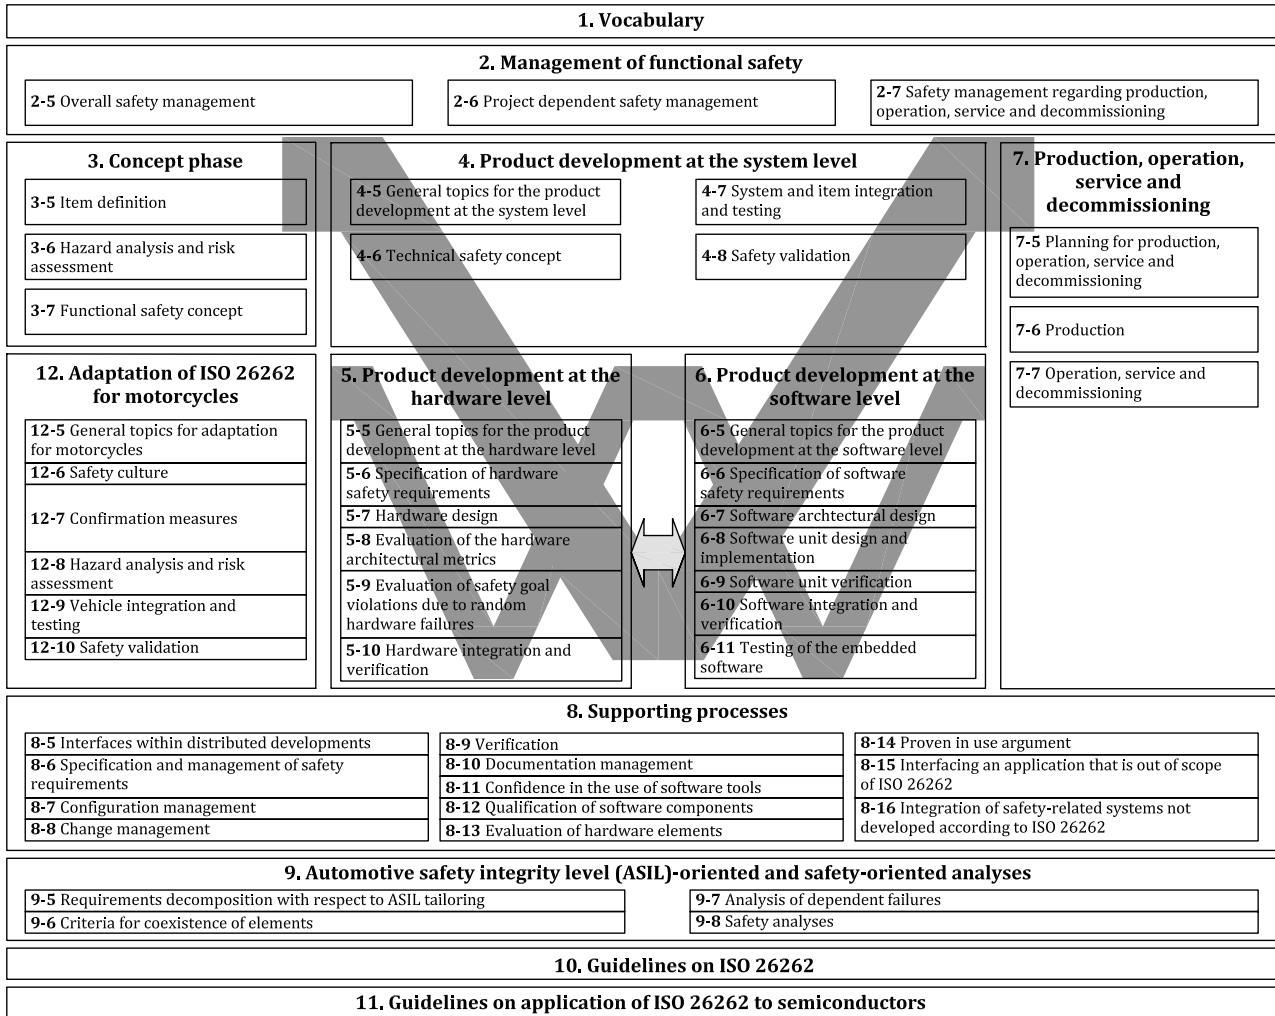 1. Vocabulary
2. Management of functional safety
2-5 Overall safety management
2-6 Project dependent safety management
2-7 Safety management regarding production,
operation, service and decommissioning
3. Concept phase
3-5 Item definition
3-6 Hazard analysis and risk
assessment
3-7 Functional safety concept
4. Product development at the system level
4-5 General topics for the product
development at the system level
4-6 Technical safety concept
4-7 System and item integration
and testing
4-8 Safety validation
7. Production, operation,
service and
decommissioning
7-5 Planning for production,
operation, service and
decommissioning
7-6 Production
7-7 Operation, service and
decommissioning
12. Adaptation of ISO 26262
for motorcycles
12-5 General topics for adaptation
for motorcycles
12-6 Safety culture
12-7 Confirmation measures
12-8 Hazard analysis and risk
assessment
12-9 Vehicle integration and
testing
12-10 Safety validation
5. Product development at the
hardware level
5-5 General topics for the product
development at the hardware level
5-6 Specification of hardware
safety requirements
5-7 Hardware design
5-8 Evaluation of the hardware
architectural metrics
5-9 Evaluation of safety goal
violations due to random
hardware failures
5-10 Hardware integration and
verification
6. Product development at the
software level
6-5 General topics for the product
development at the software level
6-6 Specification of software
safety requirements
6-7 Software archtectural design
6-8 Software unit design and
implementation
6-9 Software unit verification
6-10 Software integration and
verification
6-11 Testing of the embedded
software
8. Supporting processes
8-5 Interfaces within distributed developments
8-6 Specification and management of safety
requirements
8-7 Configuration management
8-8 Change management
8-9 Verification
8-10 Documentation management
8-11 Confidence in the use of software tools
8-12 Qualification of software components
8-13 Evaluation of hardware elements
8-14 Proven in use argument
8-15 Interfacing an application that is out of scope
of ISO 26262
8-16 Integration of safety-related systems not
developed according to ISO 26262
9. Automotive safety integrity level (ASIL)-oriented and safety-oriented analyses
9-5 Requirements decomposition with respect to ASIL tailoring
9-6 Criteria for coexistence of elements
9-7 Analysis of dependent failures
9-8 Safety analyses
10. Guidelines on ISO 26262
11. Guidelines on application of ISO 26262 to semiconductors